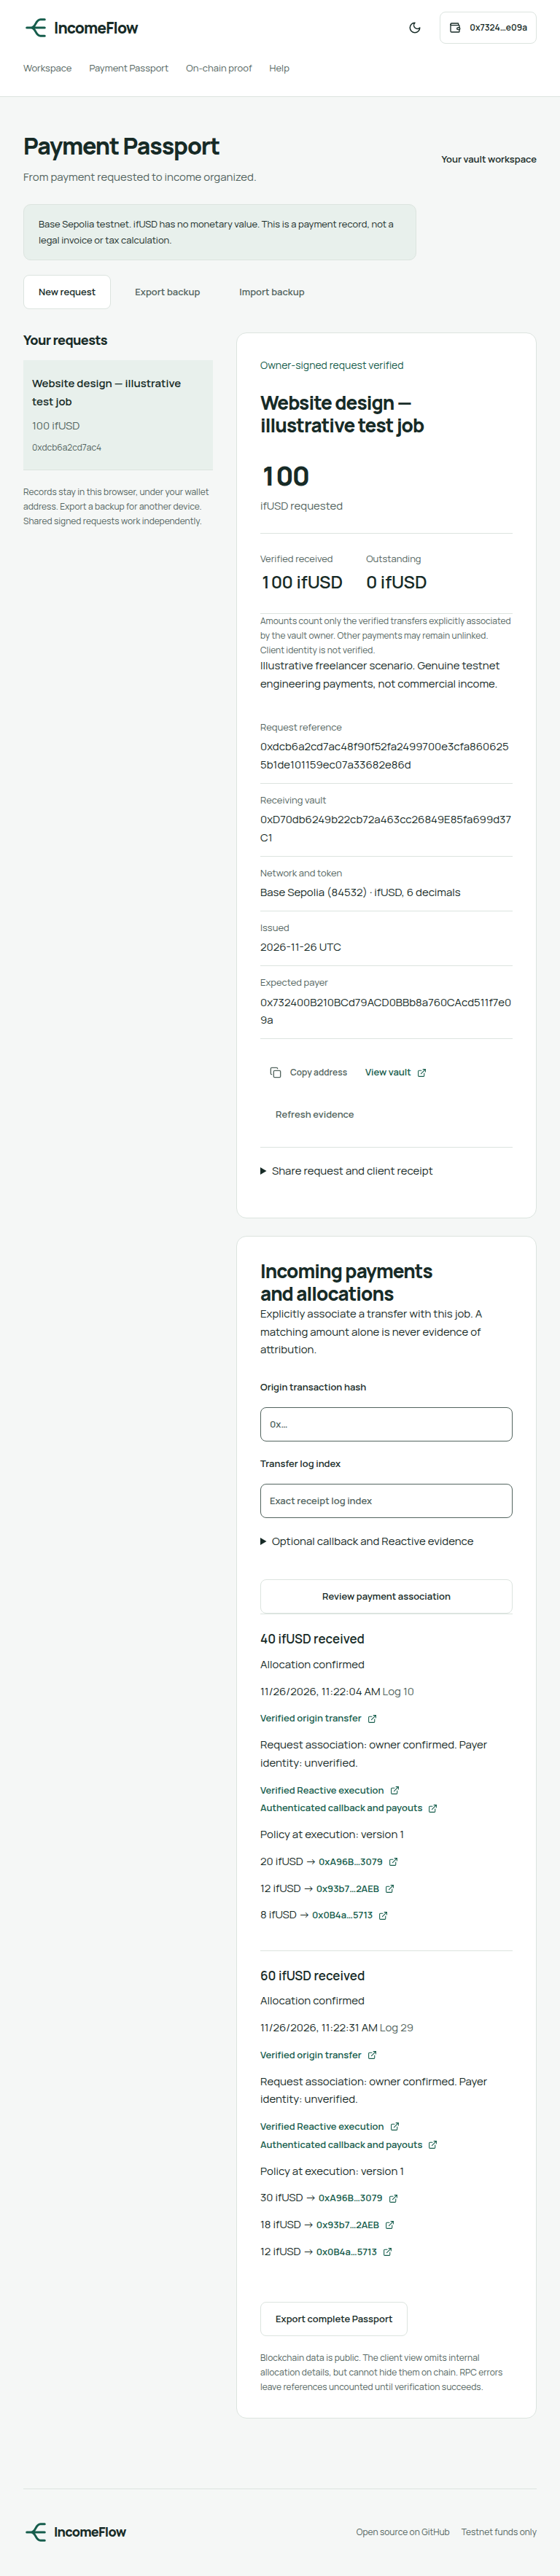 IncomeFlow
0x7324...e09a
Workspace Payment Passport On-chain proof Help
Payment Passport
From payment requested to income organized.
Your vault workspace
Base Sepolia testnet. ifUSD has no monetary value. This is a payment record, not a
legal invoice or tax calculation.
New request Export backup Import backup
Your requests
Website design — illustrative
test job
100 ifUSD
0xdcb6a2cd7ac4
Records stay in this browser, under your wallet
address. Export a backup for another device.
Shared signed requests work independently.
Owner-signed request verified
Website design —
illustrative test job
100
ifUSD requested
Verified received Outstanding
100 ifUSD 0 ifUSD
Amounts count only the verified transfers explicitly associated
by the vault owner. Other payments may remain unlinked.
Client identity is not verified.
Illustrative freelancer scenario. Genuine testnet
engineering payments, not commercial income.
Request reference
0xdcb6a2cd7ac48f90f52fa2499700e3cfa860625
5b1de101159ec07a33682e86d
Receiving vault
0xD70db6249b22cb72a463cc26849E85fa699d37
C1
Network and token
Base Sepolia (84532) · ifUSD, 6 decimals
Issued
2026-11-26 UTC
Expected payer
0x732400B210BCd79ACD0BBb8a760CAcd511f7e0
9a
Copy address View vault
Refresh evidence
Share request and client receipt
Incoming payments
and allocations
Explicitly associate a transfer with this job. A
matching amount alone is never evidence of
attribution.
Origin transaction hash
0x...
Transfer log index
Exact receipt log index
Optional callback and Reactive evidence
Review payment association
40 ifUSD received
Allocation confirmed
11/26/2026, 11:22:04 AM Log 10
Verified origin transfer
Request association: owner confirmed. Payer
identity: unverified.
Verified Reactive execution
Authenticated callback and payouts
Policy at execution: version 1
20 ifUSD → 0xA96B...3079
12 ifUSD → 0x93b7...2AEB
8 ifUSD → 0x0B4a...5713
60 ifUSD received
Allocation confirmed
11/26/2026, 11:22:31 AM Log 29
Verified origin transfer
Request association: owner confirmed. Payer
identity: unverified.
Verified Reactive execution
Authenticated callback and payouts
Policy at execution: version 1
30 ifUSD → 0xA96B...3079
18 ifUSD → 0x93b7...2AEB
12 ifUSD → 0x0B4a...5713
Export complete Passport
Blockchain data is public. The client view omits internal
allocation details, but cannot hide them on chain. RPC errors
leave references uncounted until verification succeeds.
IncomeFlow
Open source on GitHub Testnet funds only